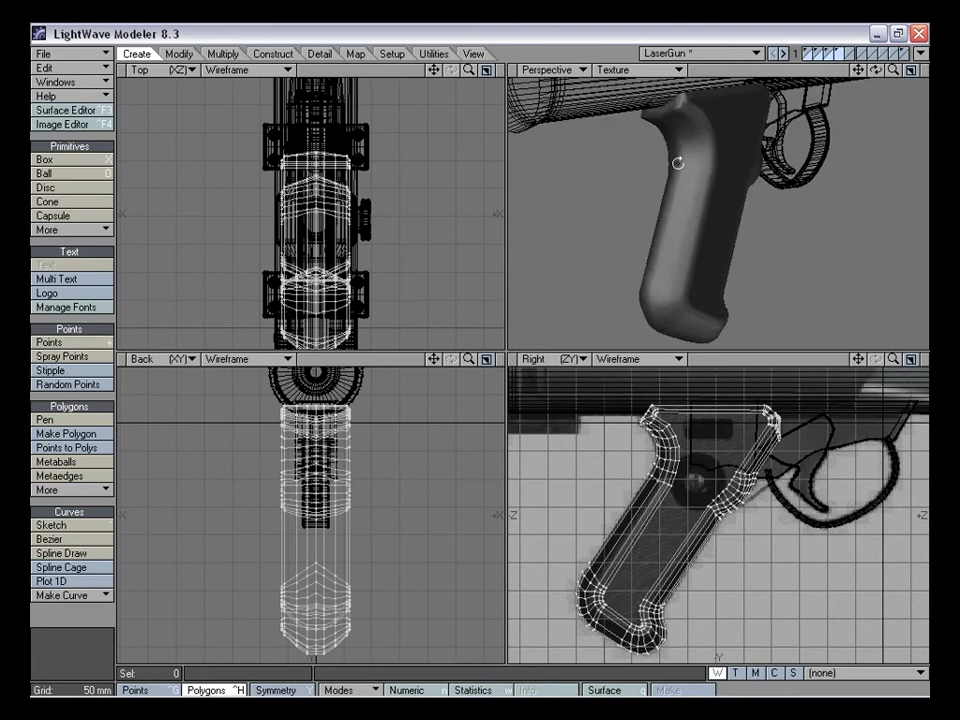 LightWave Modeler 8.3
File
Edit
Windows
Help
Surface Editor ^F3
Image Editor ^F4
Primitives
Box X
Ball O
Disc
Cone
Capsule
More
Text
Text
Multi Text
Logo
Manage Fonts
Points
Points +
Spray Points
Stipple
Random Points
Polygons
Pen
Make Polygon
Points to Polys
Metaballs
Metaedges
More
Curves
Sketch
Bezier
Spline Draw
Spline Cage
Plot 1D
Make Curve
Create Modify Multiply Construct Detail Map Setup Utilities View LaserGun * 1
Top (XZ) Wireframe
Perspective Texture
Back (XY) Wireframe
Right (ZY) Wireframe
Sel: 0
W T M C S (none)
Grid: 50 mm Points ^G Polygons ^H Symmetry Y Modes Numeric n Statistics w Info Surface q Make